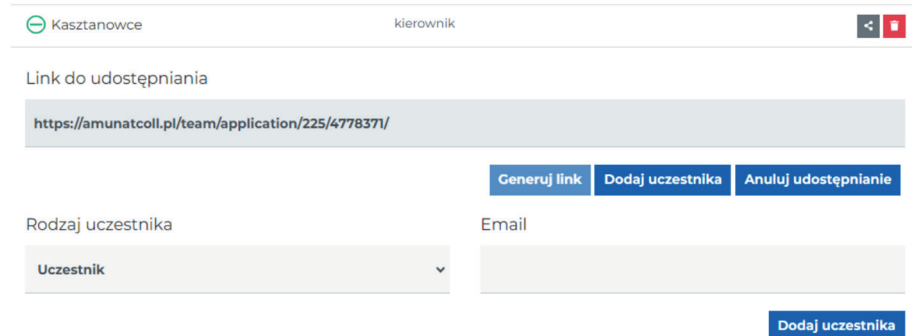 Kasztanowce kierownik
Link do udostępniania
https://amunatcoll.pl/team/application/225/4778371/
Generuj link Dodaj uczestnika Anuluj udostępnianie
Rodzaj uczestnika Email
Uczestnik
Dodaj uczestnika